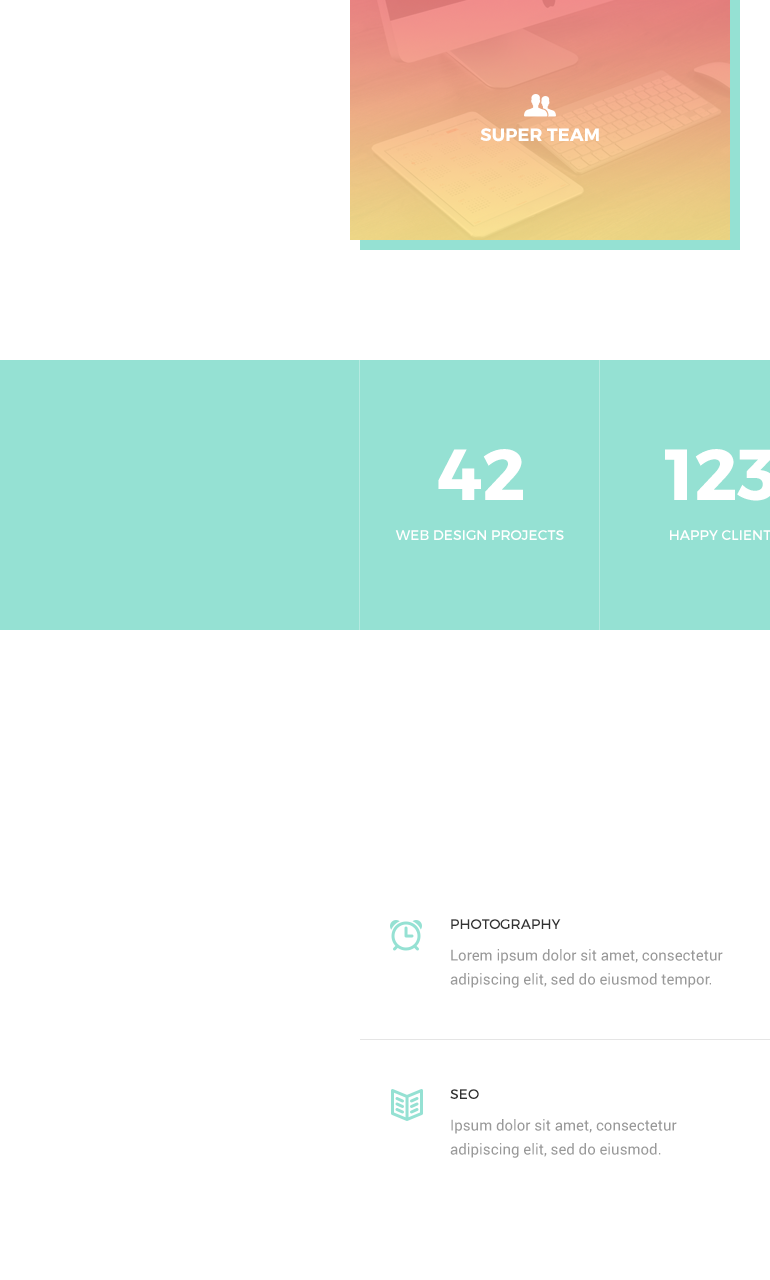 SUPER TEAM
42
123
WEB DESIGN PROJECTS
HAPPY CLIENT
PHOTOGRAPHY
Lorem ipsum dolor sit amet, consectetur
adipiscing elit, sed do eiusmod tempor.
SEO
Ipsum dolor sit amet, consectetur
adipiscing elit, sed do eiusmod.